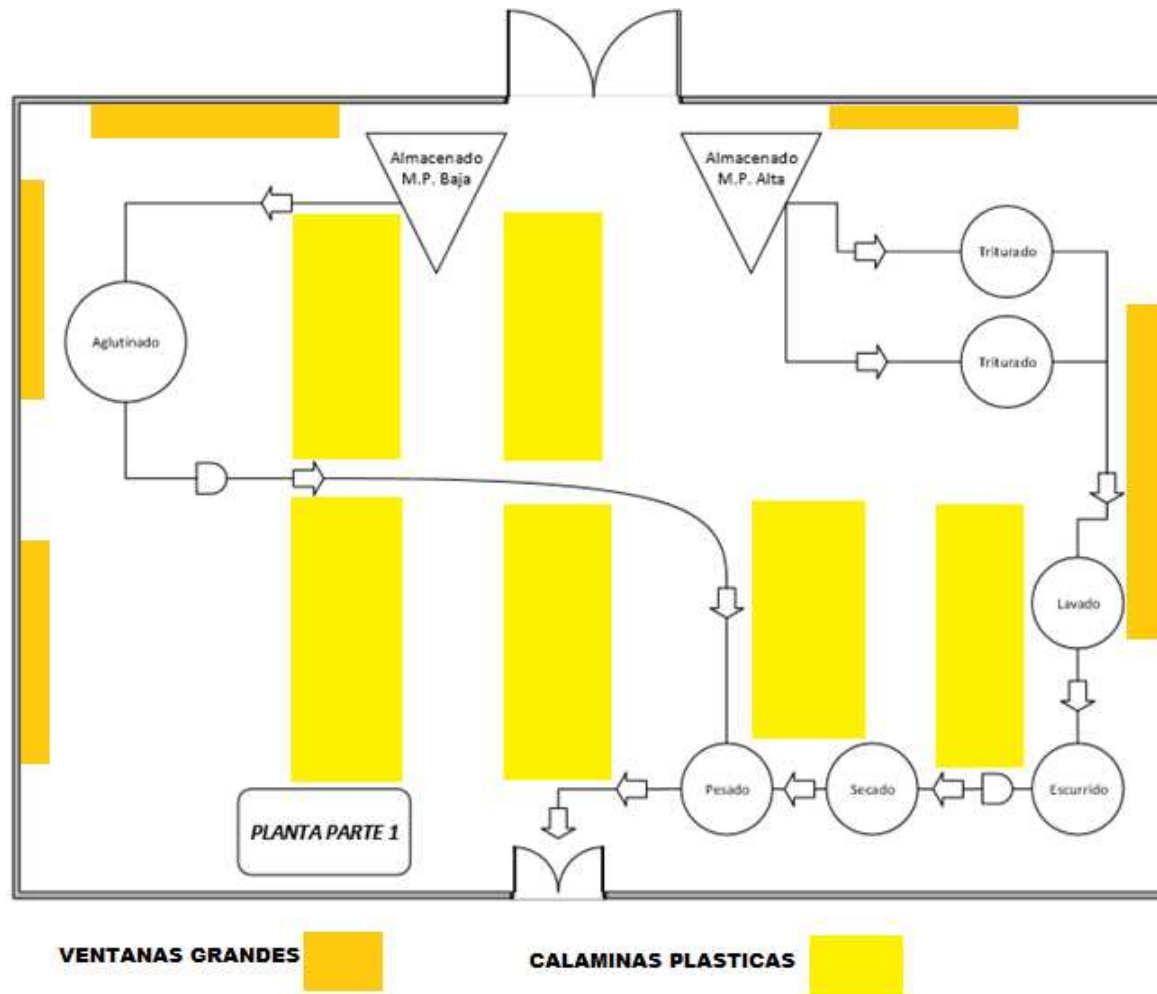 Almacenado
M.P. Baja
Almacenado
M.P. Alta
Triturado
Aglutinado
Triturado
Lavado
Pesado
Secado
Escurrido
PLANTA PARTE 1
VENTANAS GRANDES
CALAMINAS PLASTICAS